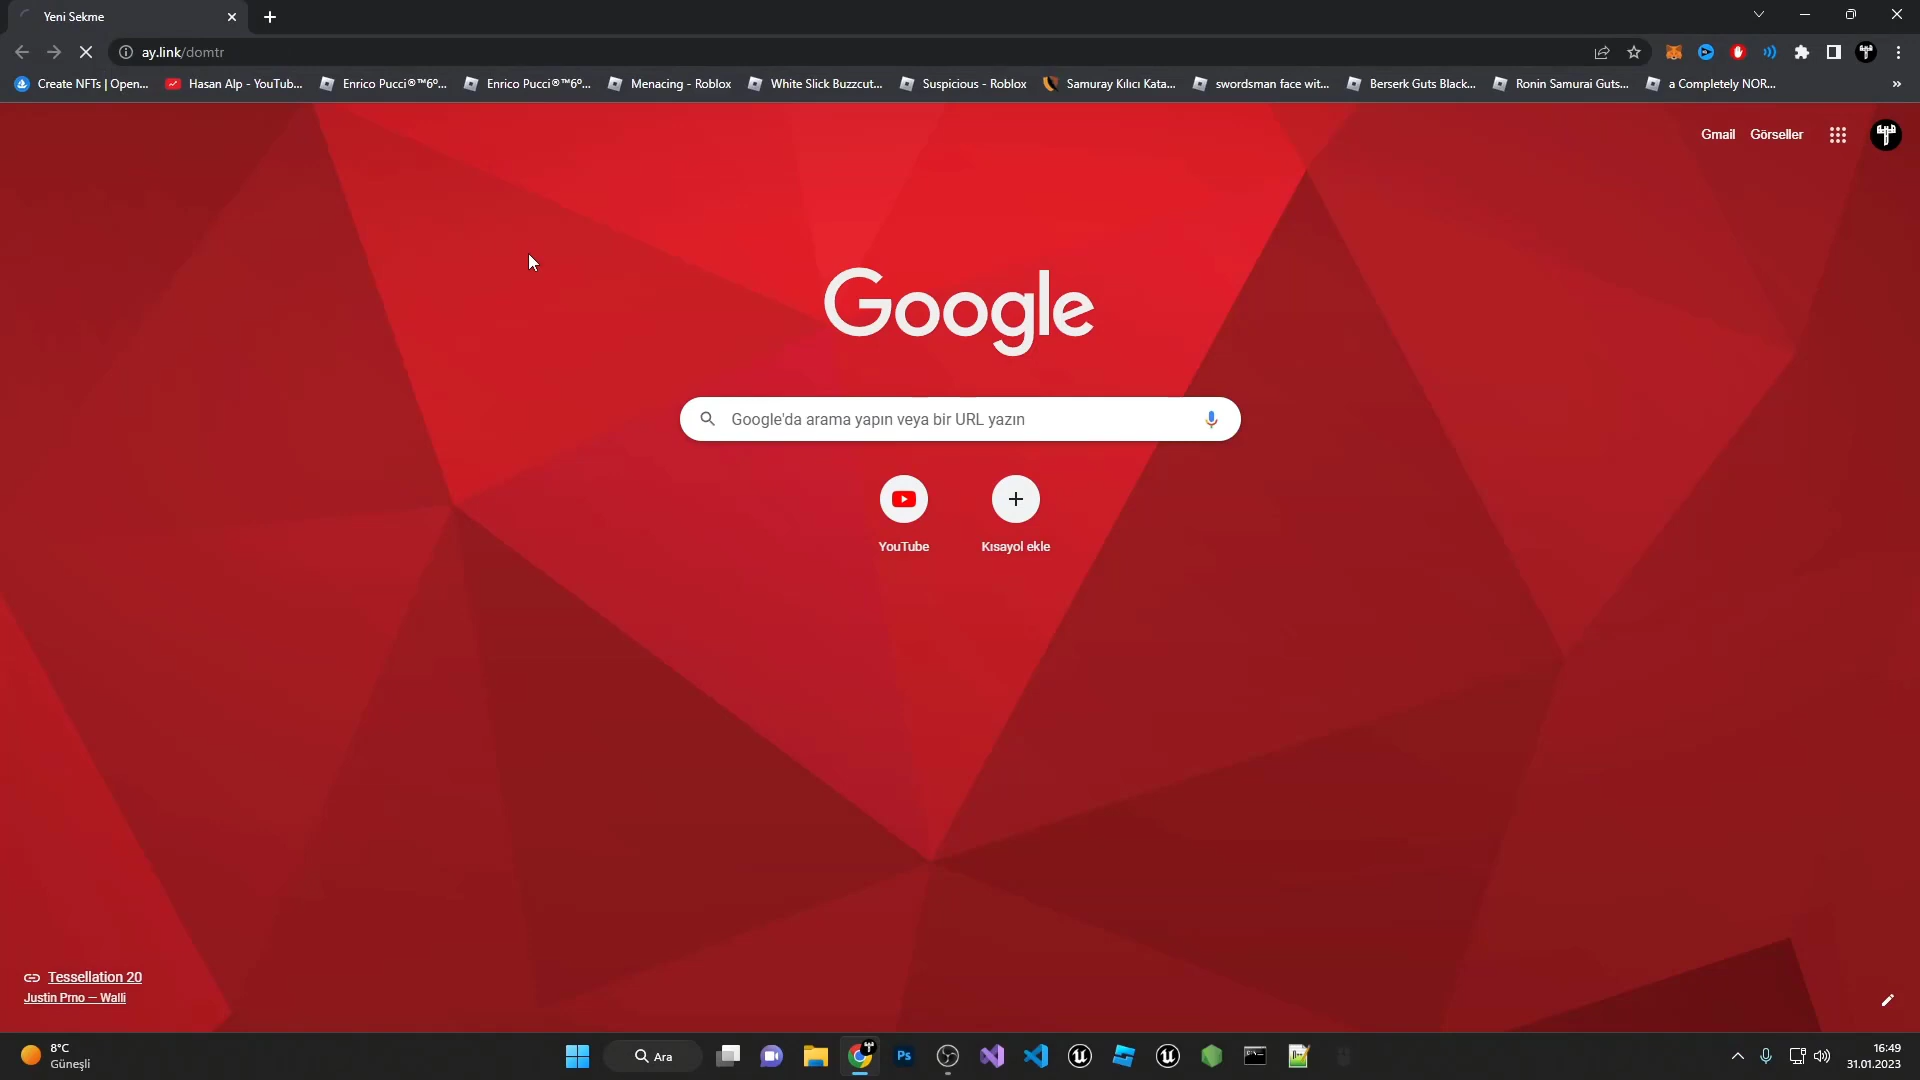 Yeni Sekme
ay.link/domtr
Create NFTs | Open...
Hasan Alp - YouTub...
Enrico Pucci®™6º...
Enrico Pucci®™6º...
Menacing - Roblox
White Slick Buzzcut...
Suspicious - Roblox
Samuray Kılıcı Kata...
swordsman face wit...
Berserk Guts Black...
Ronin Samurai Guts...
a Completely NOR...
»
Gmail
Görseller
Google
Google'da arama yapın veya bir URL yazın
YouTube
Kısayol ekle
Tessellation 20
Justin Prno — Walli
8°C
Güneşli
Ara
Ps
16:49
31.01.2023